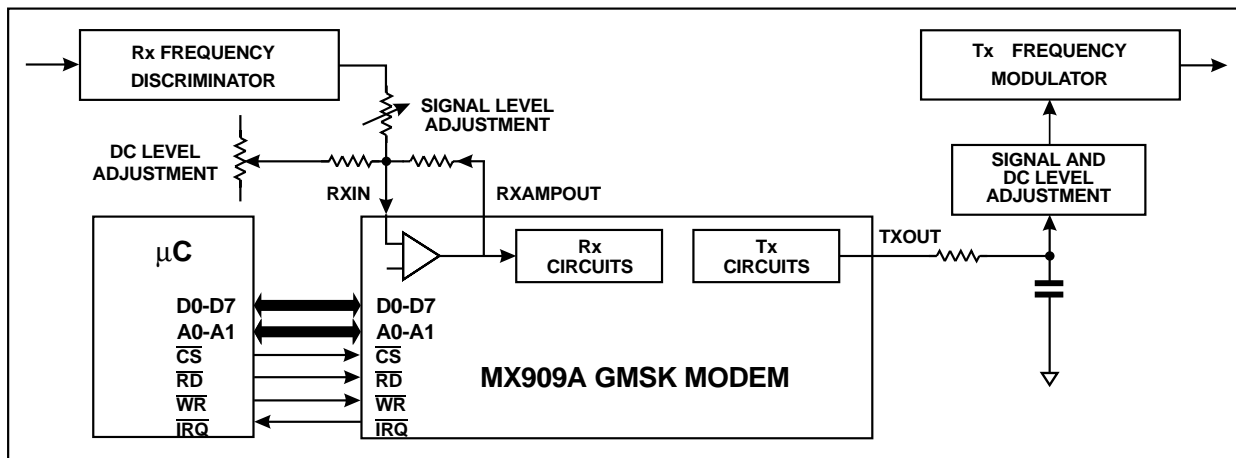 Rx FREQUENCY
DISCRIMINATOR
Tx FREQUENCY
MODULATOR
SIGNAL LEVEL
ADJUSTMENT
DC LEVEL
ADJUSTMENT
SIGNAL AND
DC LEVEL
ADJUSTMENT
RXIN
RXAMPOUT
μC
Rx
CIRCUITS
Tx
CIRCUITS
TXOUT
D0-D7
A0-A1
CS
RD
WR
IRQ
D0-D7
A0-A1
CS
RD
WR
IRQ
MX909A GMSK MODEM